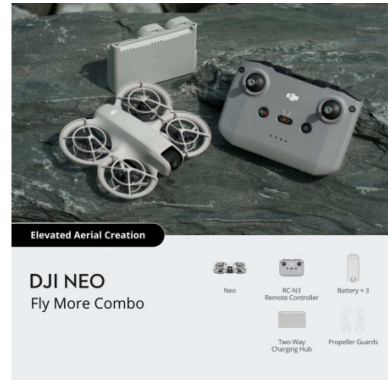 dji
Elevated Aerial Creation
DJI NEO
Fly More Combo
Neo
RC-N3
Remote Controller
Battery × 3
Two-Way
Charging Hub
Propeller Guards